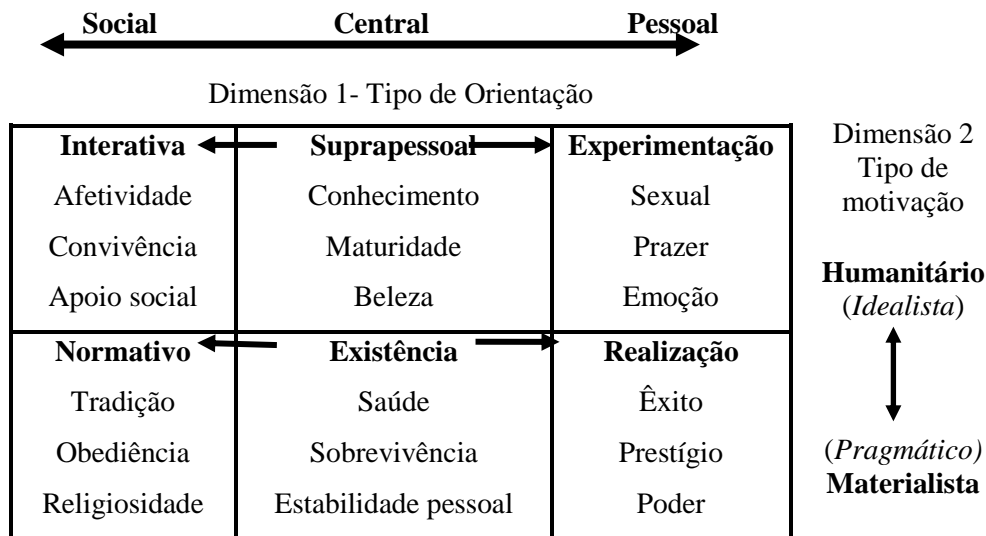 Social Central Pessoal
Dimensão 1- Tipo de Orientação
Interativa Suprapessoal Experimentação
Afetividade Conhecimento Sexual
Convivência Maturidade Prazer
Apoio social Beleza Emoção
Normativo Existência Realização
Tradição Saúde Êxito
Obediência Sobrevivência Prestígio
Religiosidade Estabilidade pessoal Poder
Dimensão 2
Tipo de
motivação
Humanitário
(Idealista)
(Pragmático)
Materialista